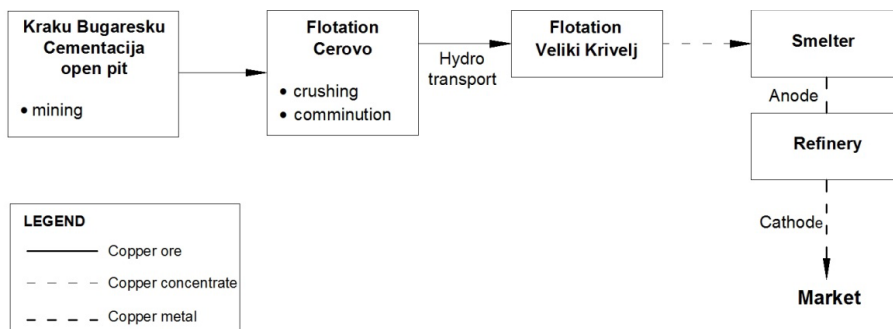 Kraku Bugaresku
Cementacija
open pit
• mining
Flotation
Cerovo
• crushing
• comminution
Hydro
transport
Flotation
Veliki Krivelj
Smelter
Anode
Refinery
Cathode
Market
LEGEND
Copper ore
Copper concentrate
Copper metal